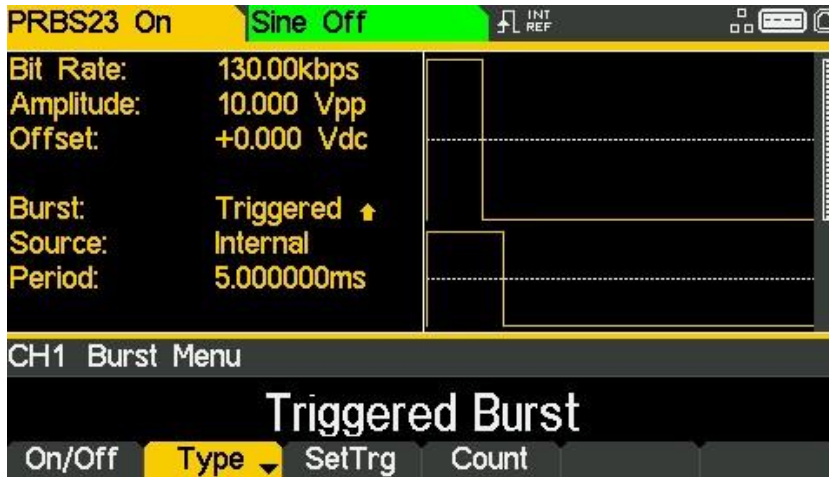 PRBS23 On Sine Off INT REF
Bit Rate: 130.00kbps
Amplitude: 10.000 Vpp
Offset: +0.000 Vdc
Burst: Triggered
Source: Internal
Period: 5.000000ms
CH1 Burst Menu
Triggered Burst
On/Off Type SetTrg Count